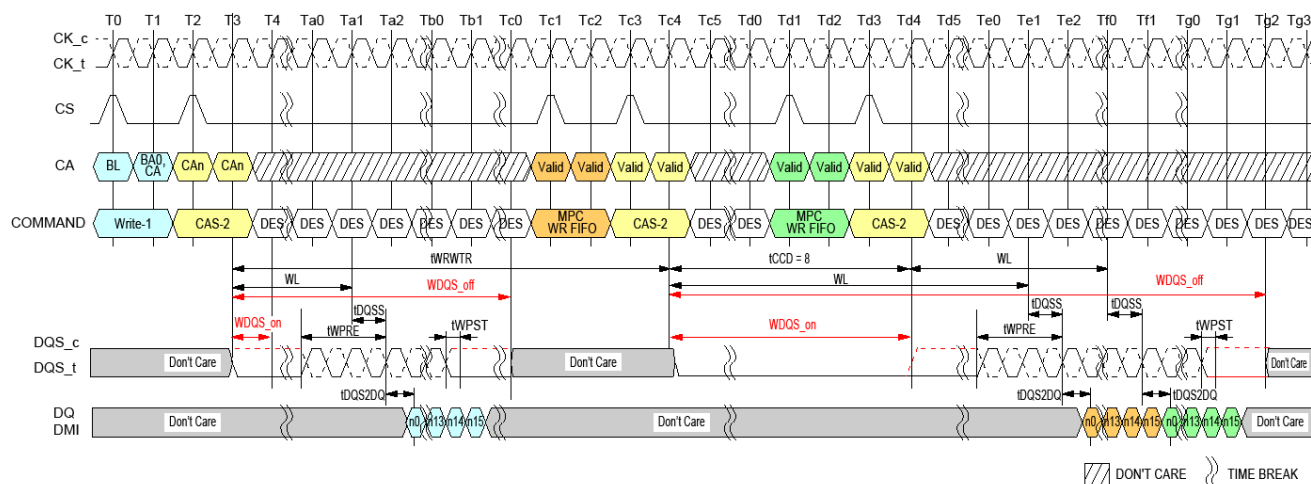 T0 T1 T2 T3 T4 Ta0 Ta1 Ta2 Tb0 Tb1 Tc0 Tc1 Tc2 Tc3 Tc4 Tc5 Td0 Td1 Td2 Td3 Td4 Td5 Te0 Te1 Te2 Tf0 Tf1 Tg0 Tg1 Tg2 Tg3
CK_c
CK_t
CS
CA BL BA0, CA CAn CAn Valid Valid Valid Valid Valid Valid Valid Valid
COMMAND Write-1 CAS-2 DES DES DES DES DES DES DES MPC WR FIFO CAS-2 DES DES MPC WR FIFO CAS-2 DES DES DES DES DES DES DES DES DES DES
tWRWTR tCCD = 8 WL
WL WDQS_off WL WDQS_off
tDQSS tDQSS tDQSS
WDQS_on tWPRE tWPST WDQS_on tWPRE tWPST
DQS_c
DQS_t Don't Care Don't Care Don't Care
tDQS2DQ tDQS2DQ tDQS2DQ
DQ
DMI Don't Care n0 n13 n14 n15 Don't Care n0 n13 n14 n15 n0 n13 n14 n15 Don't Care
DON'T CARE TIME BREAK